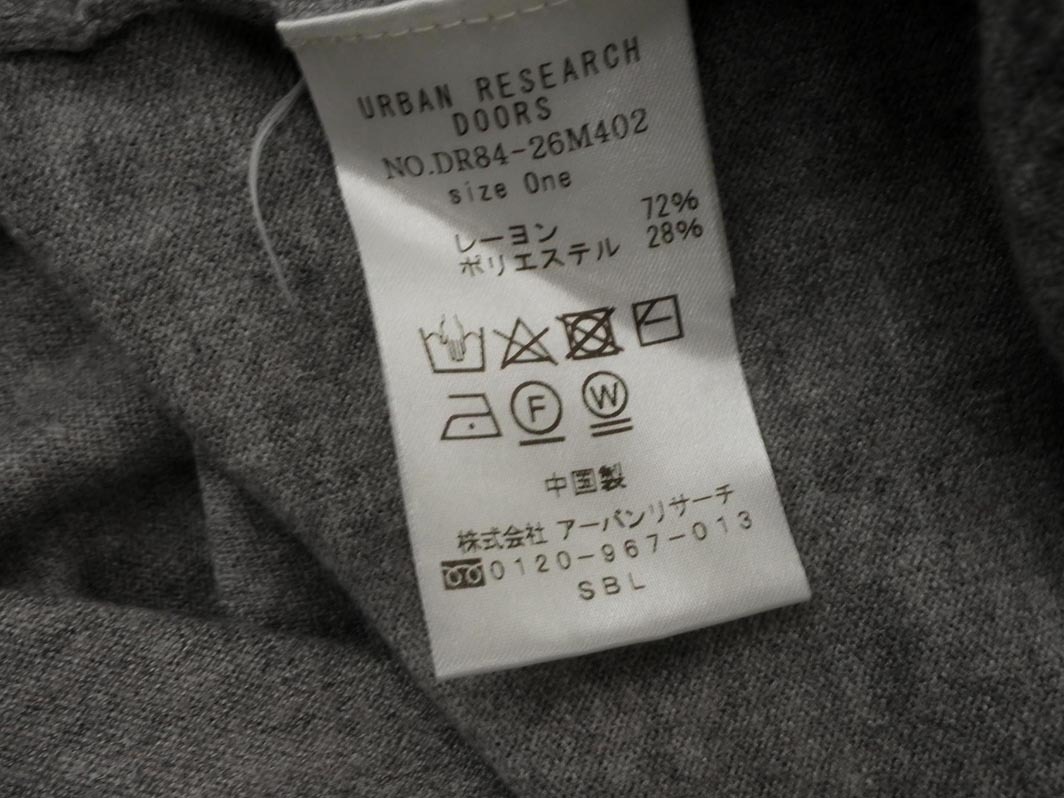 URBAN RESEARCH
DOORS
NO.DR84-26M402
size One
レーヨン 72%
ポリエステル 28%
F W
中国製
株式会社 アーバンリサーチ
0120-967-013
SBL